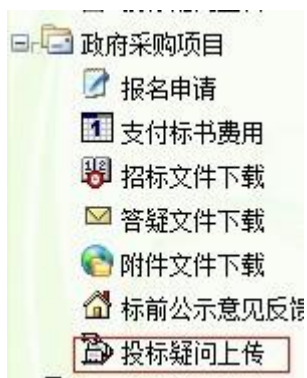 政府采购项目
报名申请
支付标书费用
招标文件下载
答疑文件下载
附件文件下载
标前公示意见反馈
投标疑问上传